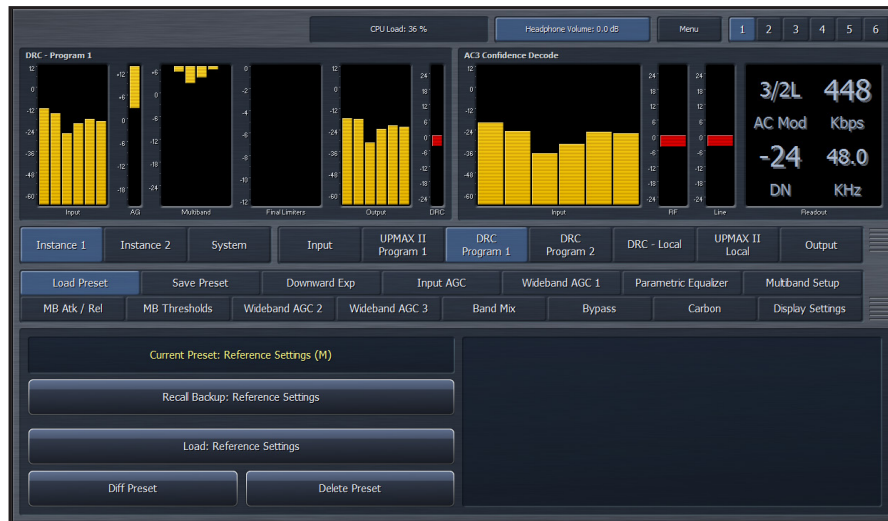 CPU Load: 36 %
Headphone Volume: 0.0 dB
Menu
1 2 3 4 5 6
DRC - Program 1
AC3 Confidence Decode
12 0 -12 -24 -36 -48 -60
Input
+12 +6 0 -6 -12 -18
AG
+6 0 -6 -12 -18 -24
Multiband
0 -2 -4 -6 -8 -10 -12
Final Limiters
12 0 -12 -24 -36 -48 -60
Output
24 18 12 6 0 -6 -12 -18 -24
DRC
12 0 -12 -24 -36 -48 -60
Input
24 18 12 6 0 -6 -12 -18 -24
RF
24 18 12 6 0 -6 -12 -18 -24
Line
3/2L 448
AC Mod Kbps
-24 48.0
DN KHz
Readout
Instance 1
Instance 2
System
Input
UPMAX II
Program 1
DRC
Program 1
DRC
Program 2
DRC - Local
UPMAX II
Local
Output
Load Preset
Save Preset
Downward Exp
Input AGC
Wideband AGC 1
Parametric Equalizer
Multiband Setup
MB Atk / Rel
MB Thresholds
Wideband AGC 2
Wideband AGC 3
Band Mix
Bypass
Carbon
Display Settings
Current Preset: Reference Settings (M)
Recall Backup: Reference Settings
Load: Reference Settings
Diff Preset
Delete Preset